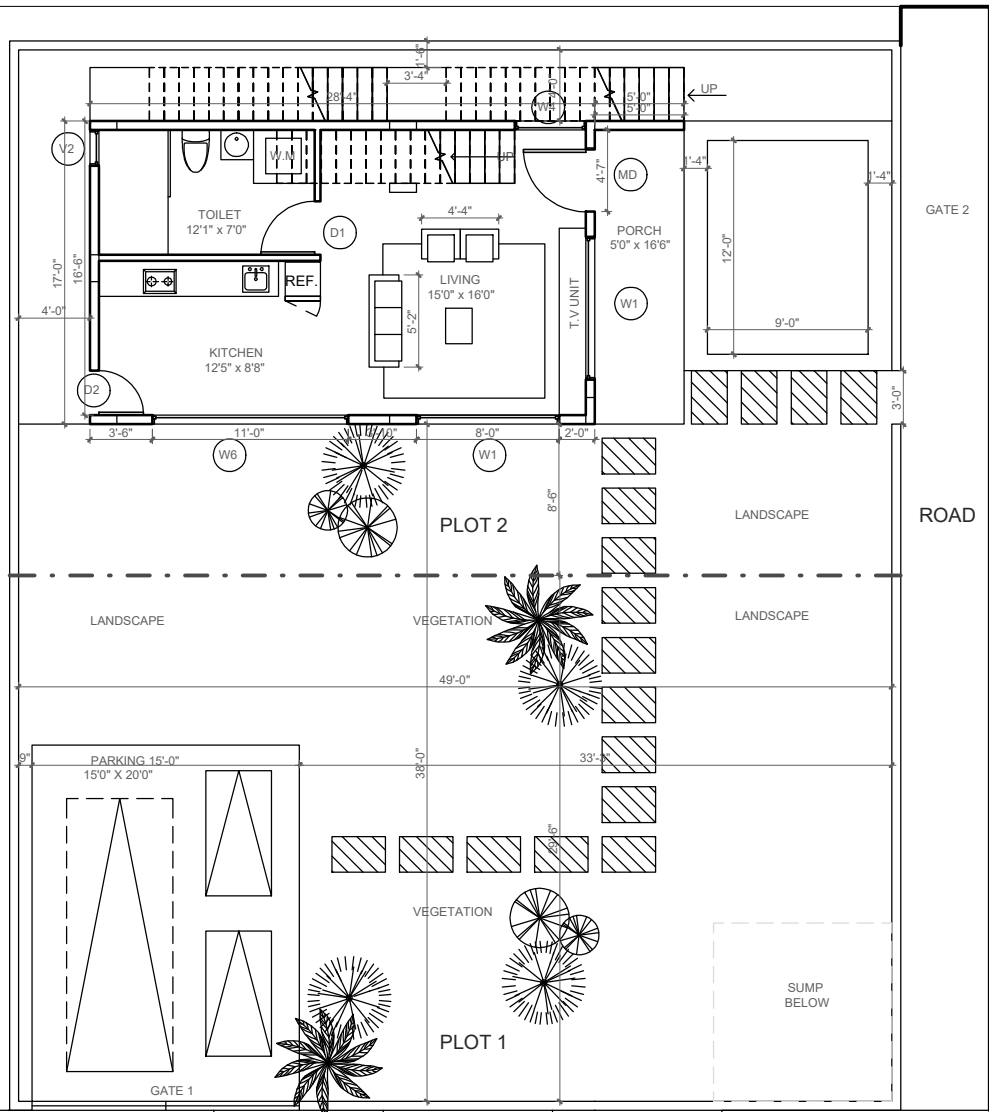 1'-6"
3'-4"
28'-4"
W4
5'-0"
5'-0"
UP
V2
W.M
UP
4'-7"
MD
1'-4"
1'-4"
GATE 2
TOILET
12'1" x 7'0"
D1
4'-4"
PORCH
5'0" x 16'6"
12'-0"
17'-0"
16'-6"
REF.
LIVING
15'0" x 16'0"
T.V UNIT
W1
4'-0"
5'-2"
9'-0"
KITCHEN
12'5" x 8'8"
D2
3'-0"
3'-6"
11'-0"
8'-0"
2'-0"
W6
W1
8'-6"
PLOT 2
LANDSCAPE
ROAD
LANDSCAPE
VEGETATION
LANDSCAPE
49'-0"
9"
PARKING 15'-0"
15'0" X 20'0"
38'-0"
33'-3"
29'-6"
VEGETATION
SUMP
BELOW
PLOT 1
GATE 1